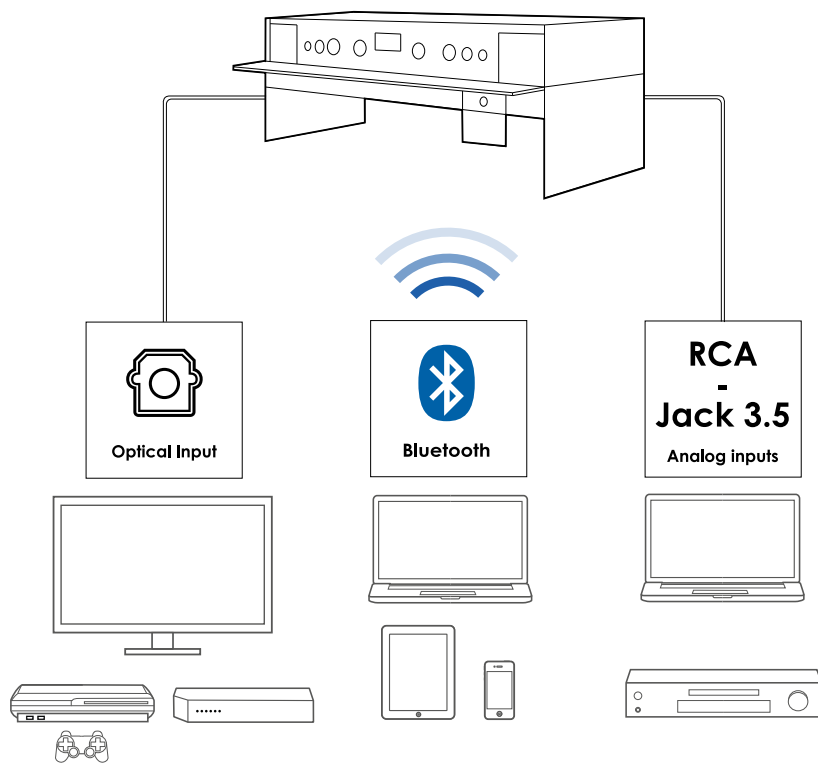 Optical Input
Bluetooth
RCA
-
Jack 3.5
Analog inputs